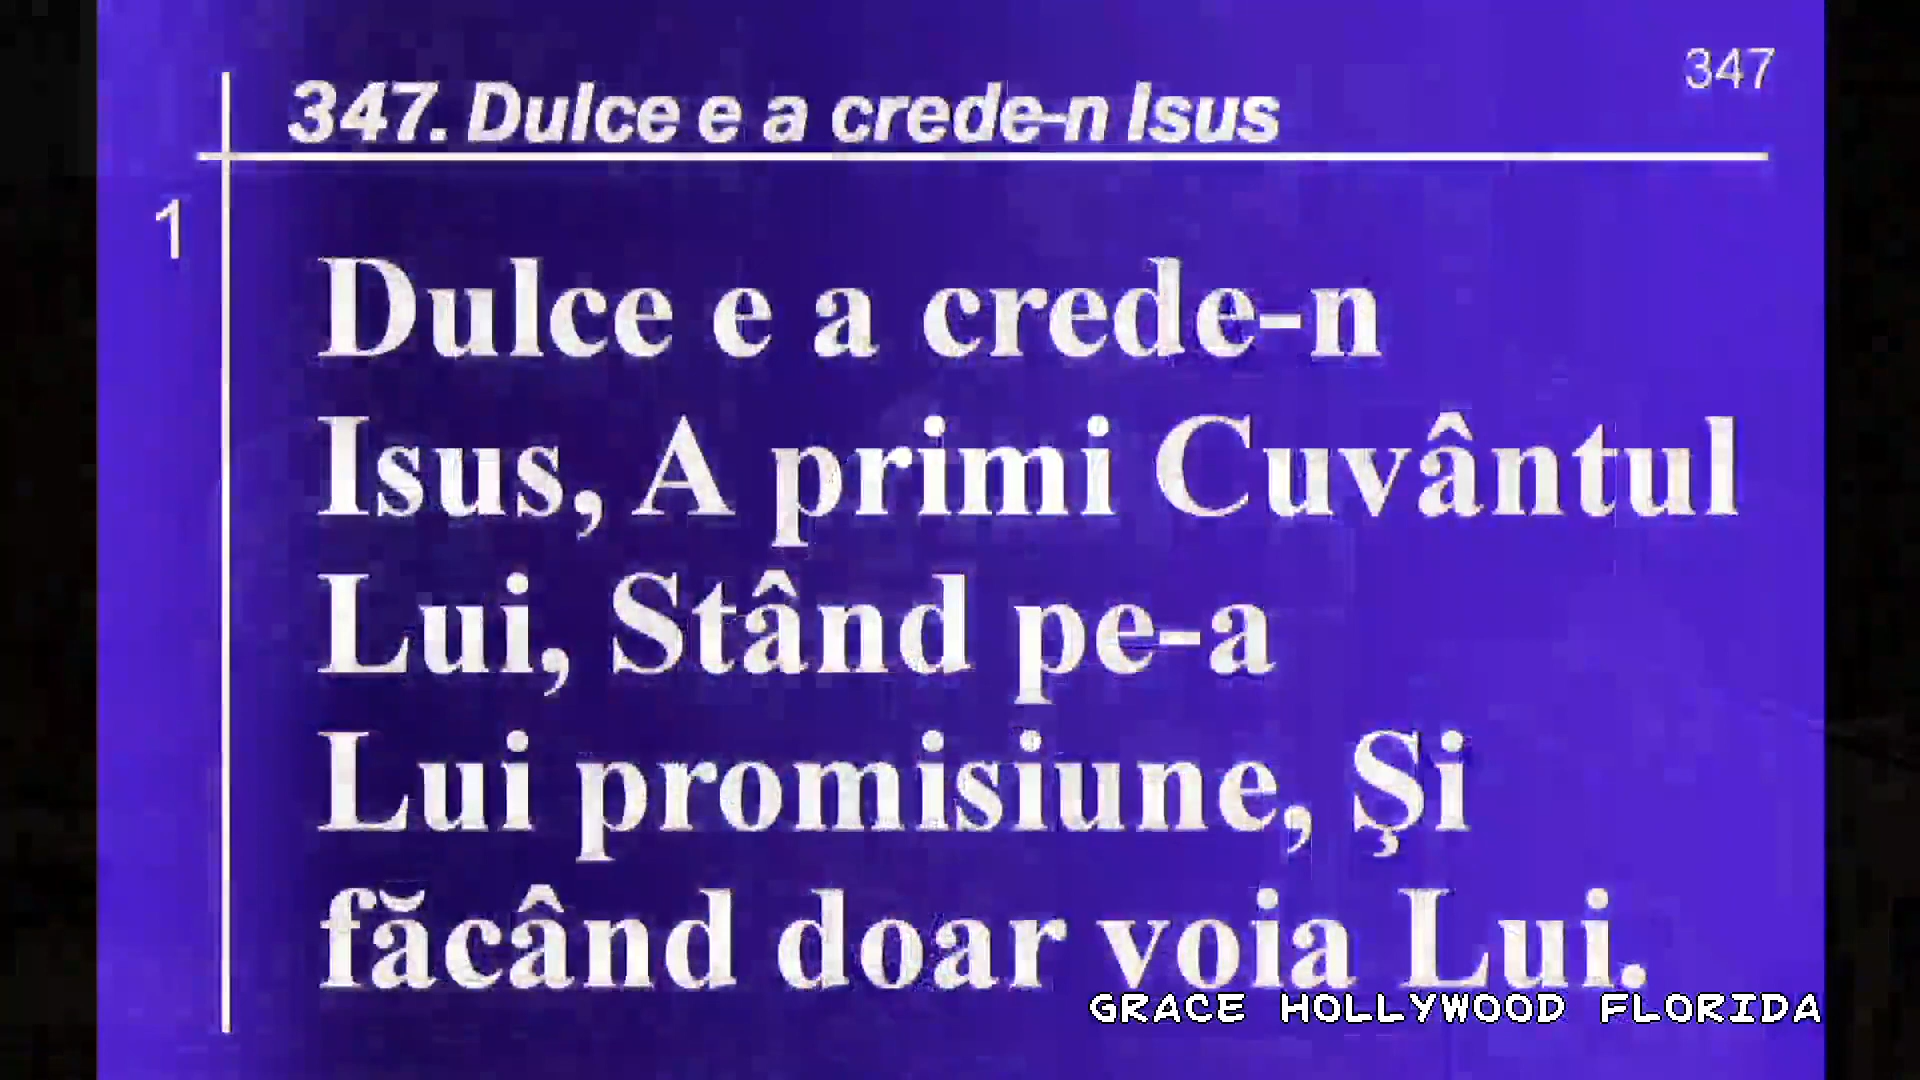 347
347. Dulce e a crede-n Isus
1
Dulce e a crede-n
Isus, A primi Cuvântul
Lui, Stând pe-a
Lui promisiune, Şi
făcând doar voia Lui.
GRACE HOLLYWOOD FLORIDA